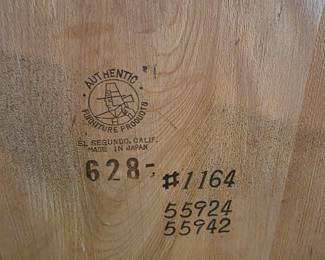 AUTHENTIC
FURNITURE PRODUCTS
EL SEGUNDO, CALIF.
MADE IN JAPAN
628-, #1164
55924
55942